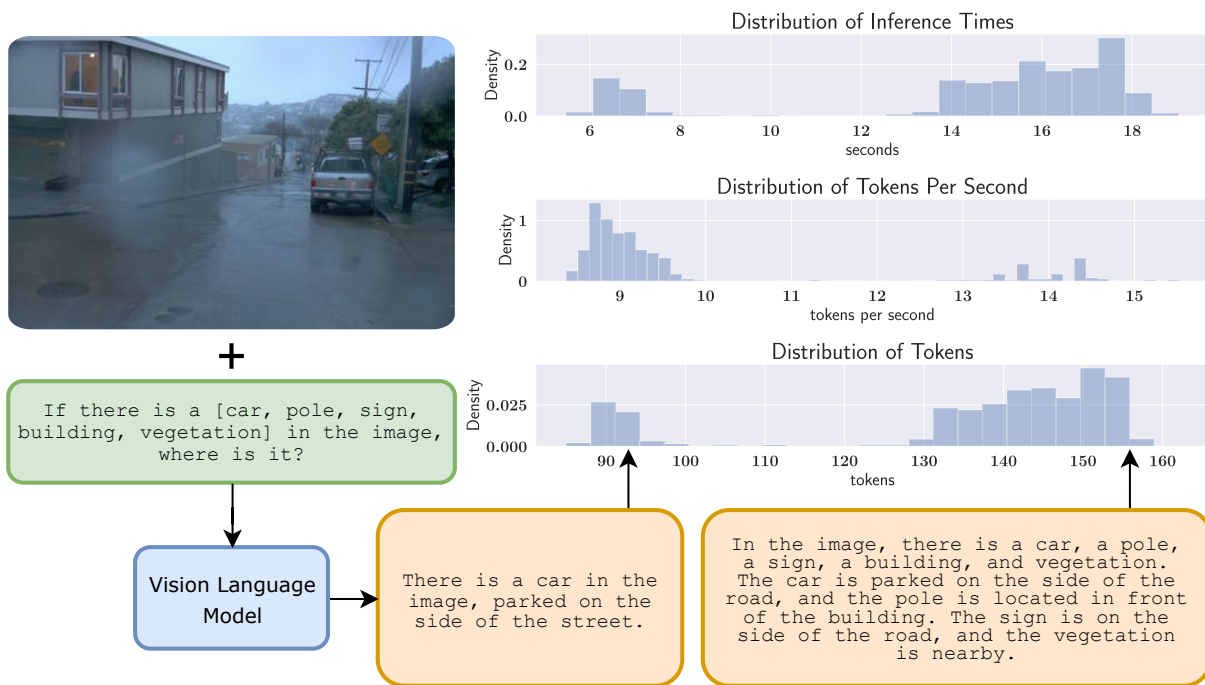 Distribution of Inference Times
Density
0.2
0.0
6 8 10 12 14 16 18
seconds
Distribution of Tokens Per Second
Density
1
0
9 10 11 12 13 14 15
tokens per second
Distribution of Tokens
Density
0.025
0.000
90 100 110 120 130 140 150 160
tokens
+
If there is a [car, pole, sign,
building, vegetation] in the image,
where is it?
Vision Language
Model
There is a car in the
image, parked on the
side of the street.
In the image, there is a car, a pole,
a sign, a building, and vegetation.
The car is parked on the side of the
road, and the pole is located in front
of the building. The sign is on the
side of the road, and the vegetation
is nearby.